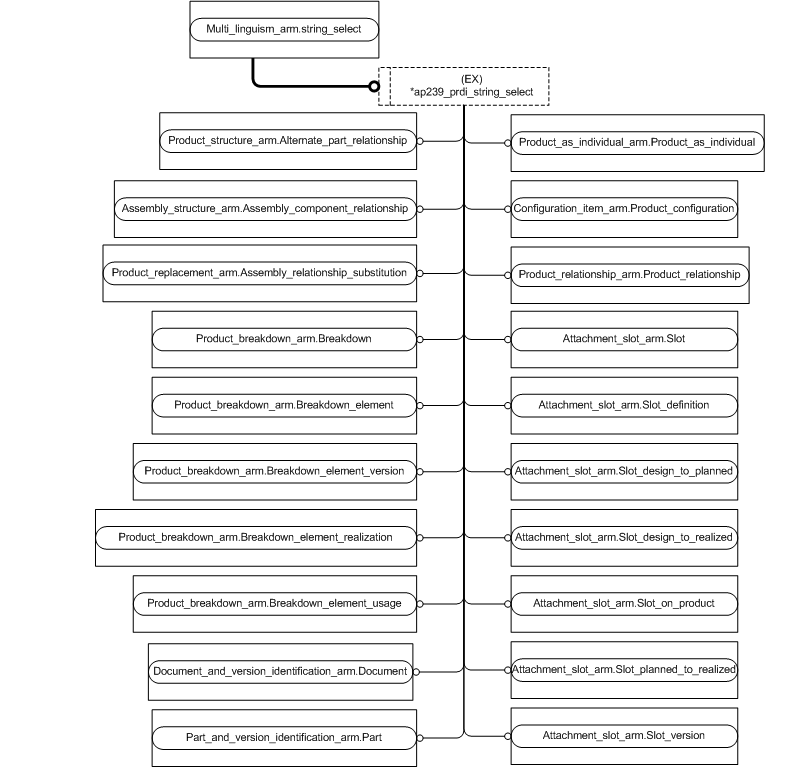 Multi_linguism_arm.string_select
(EX)
*ap239_prdi_string_select
Product_structure_arm.Alternate_part_relationship
Product_as_individual_arm.Product_as_individual
Assembly_structure_arm.Assembly_component_relationship
Configuration_item_arm.Product_configuration
Product_replacement_arm.Assembly_relationship_substitution
Product_relationship_arm.Product_relationship
Product_breakdown_arm.Breakdown
Attachment_slot_arm.Slot
Product_breakdown_arm.Breakdown_element
Attachment_slot_arm.Slot_definition
Product_breakdown_arm.Breakdown_element_version
Attachment_slot_arm.Slot_design_to_planned
Product_breakdown_arm.Breakdown_element_realization
Attachment_slot_arm.Slot_design_to_realized
Product_breakdown_arm.Breakdown_element_usage
Attachment_slot_arm.Slot_on_product
Document_and_version_identification_arm.Document
Attachment_slot_arm.Slot_planned_to_realized
Part_and_version_identification_arm.Part
Attachment_slot_arm.Slot_version